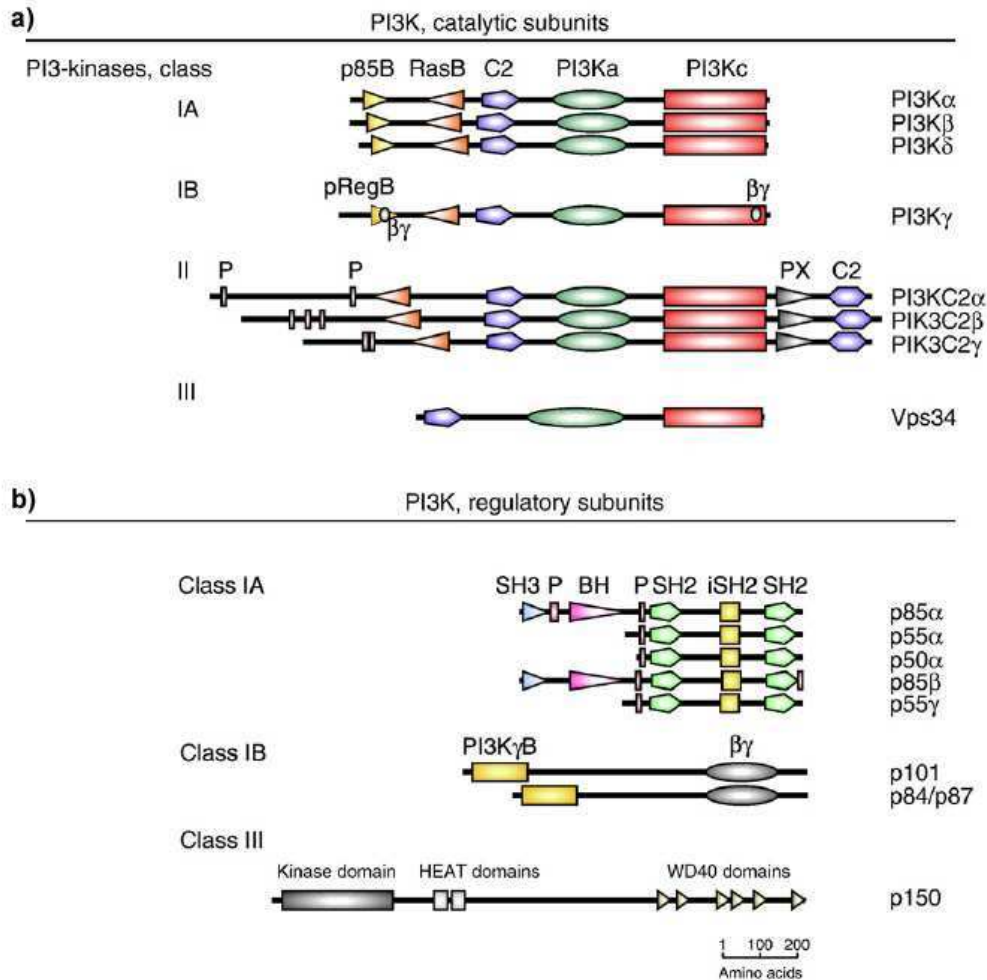 a)
PI3K, catalytic subunits
PI3-kinases, class
p85B RasB C2 PI3Ka PI3Kc
IA
PI3Kα
PI3Kβ
PI3Kδ
IB
pRegB
βγ
βγ
PI3Kγ
II
P P PX C2
PI3KC2α
PIK3C2β
PIK3C2γ
III
Vps34
b)
PI3K, regulatory subunits
Class IA
SH3 P BH P SH2 iSH2 SH2
p85α
p55α
p50α
p85β
p55γ
Class IB
PI3KγB βγ
p101
p84/p87
Class III
Kinase domain HEAT domains WD40 domains
p150
1 100 200
Amino acids